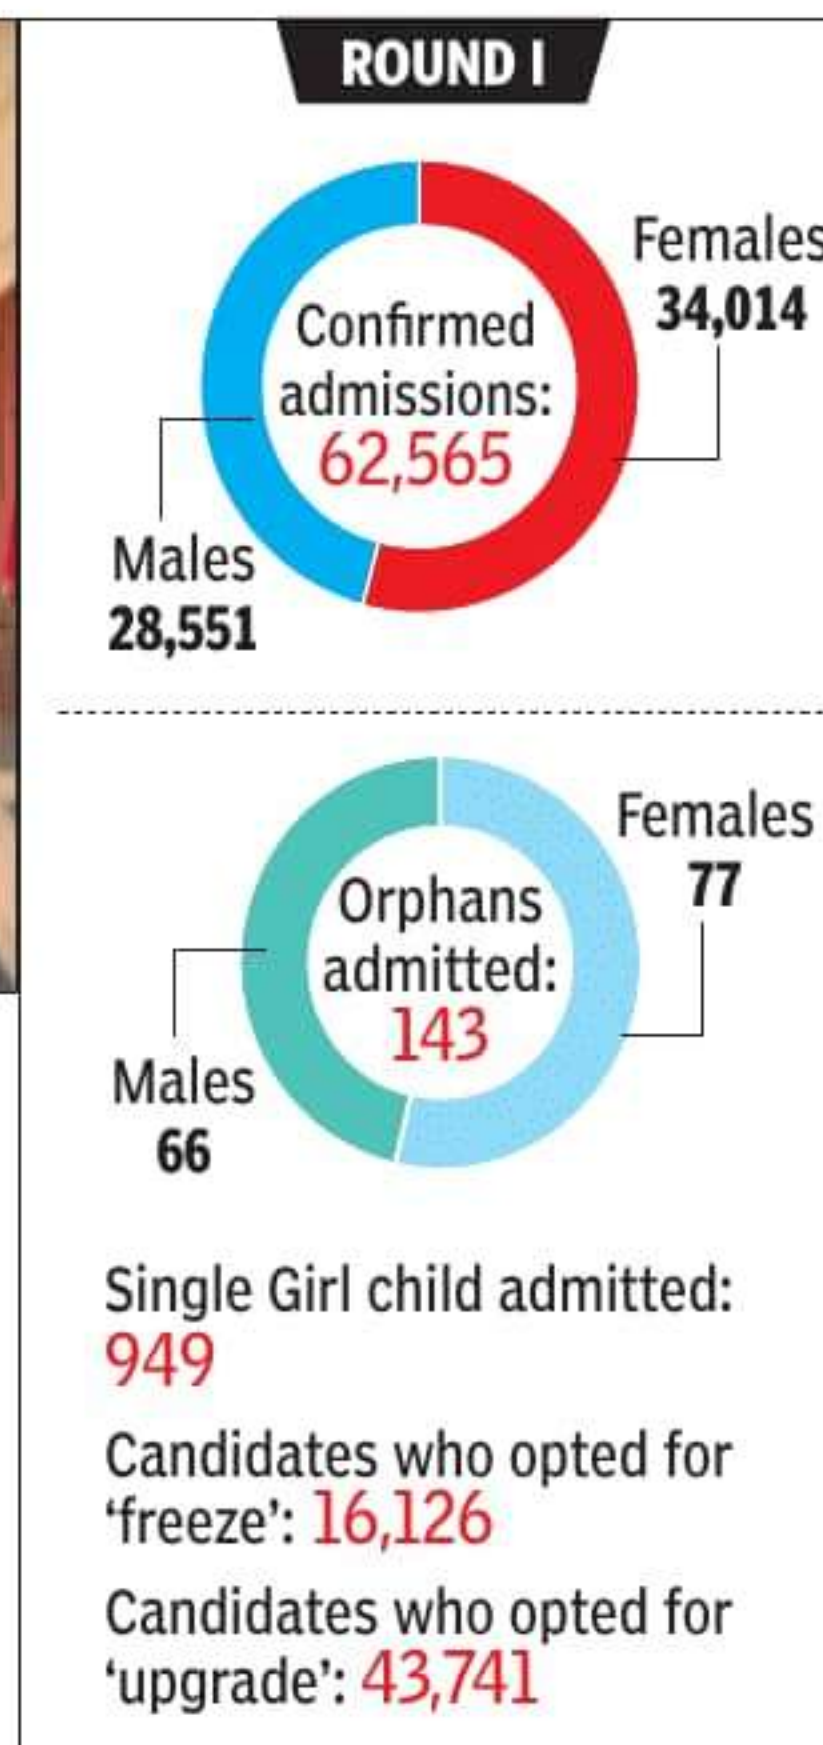 ROUND I
Confirmed
admissions:
62,565
Females
34,014
Males
28,551
Orphans
admitted:
143
Females
77
Males
66
Single Girl child admitted:
949
Candidates who opted for
‘freeze’: 16,126
Candidates who opted for
‘upgrade’: 43,741